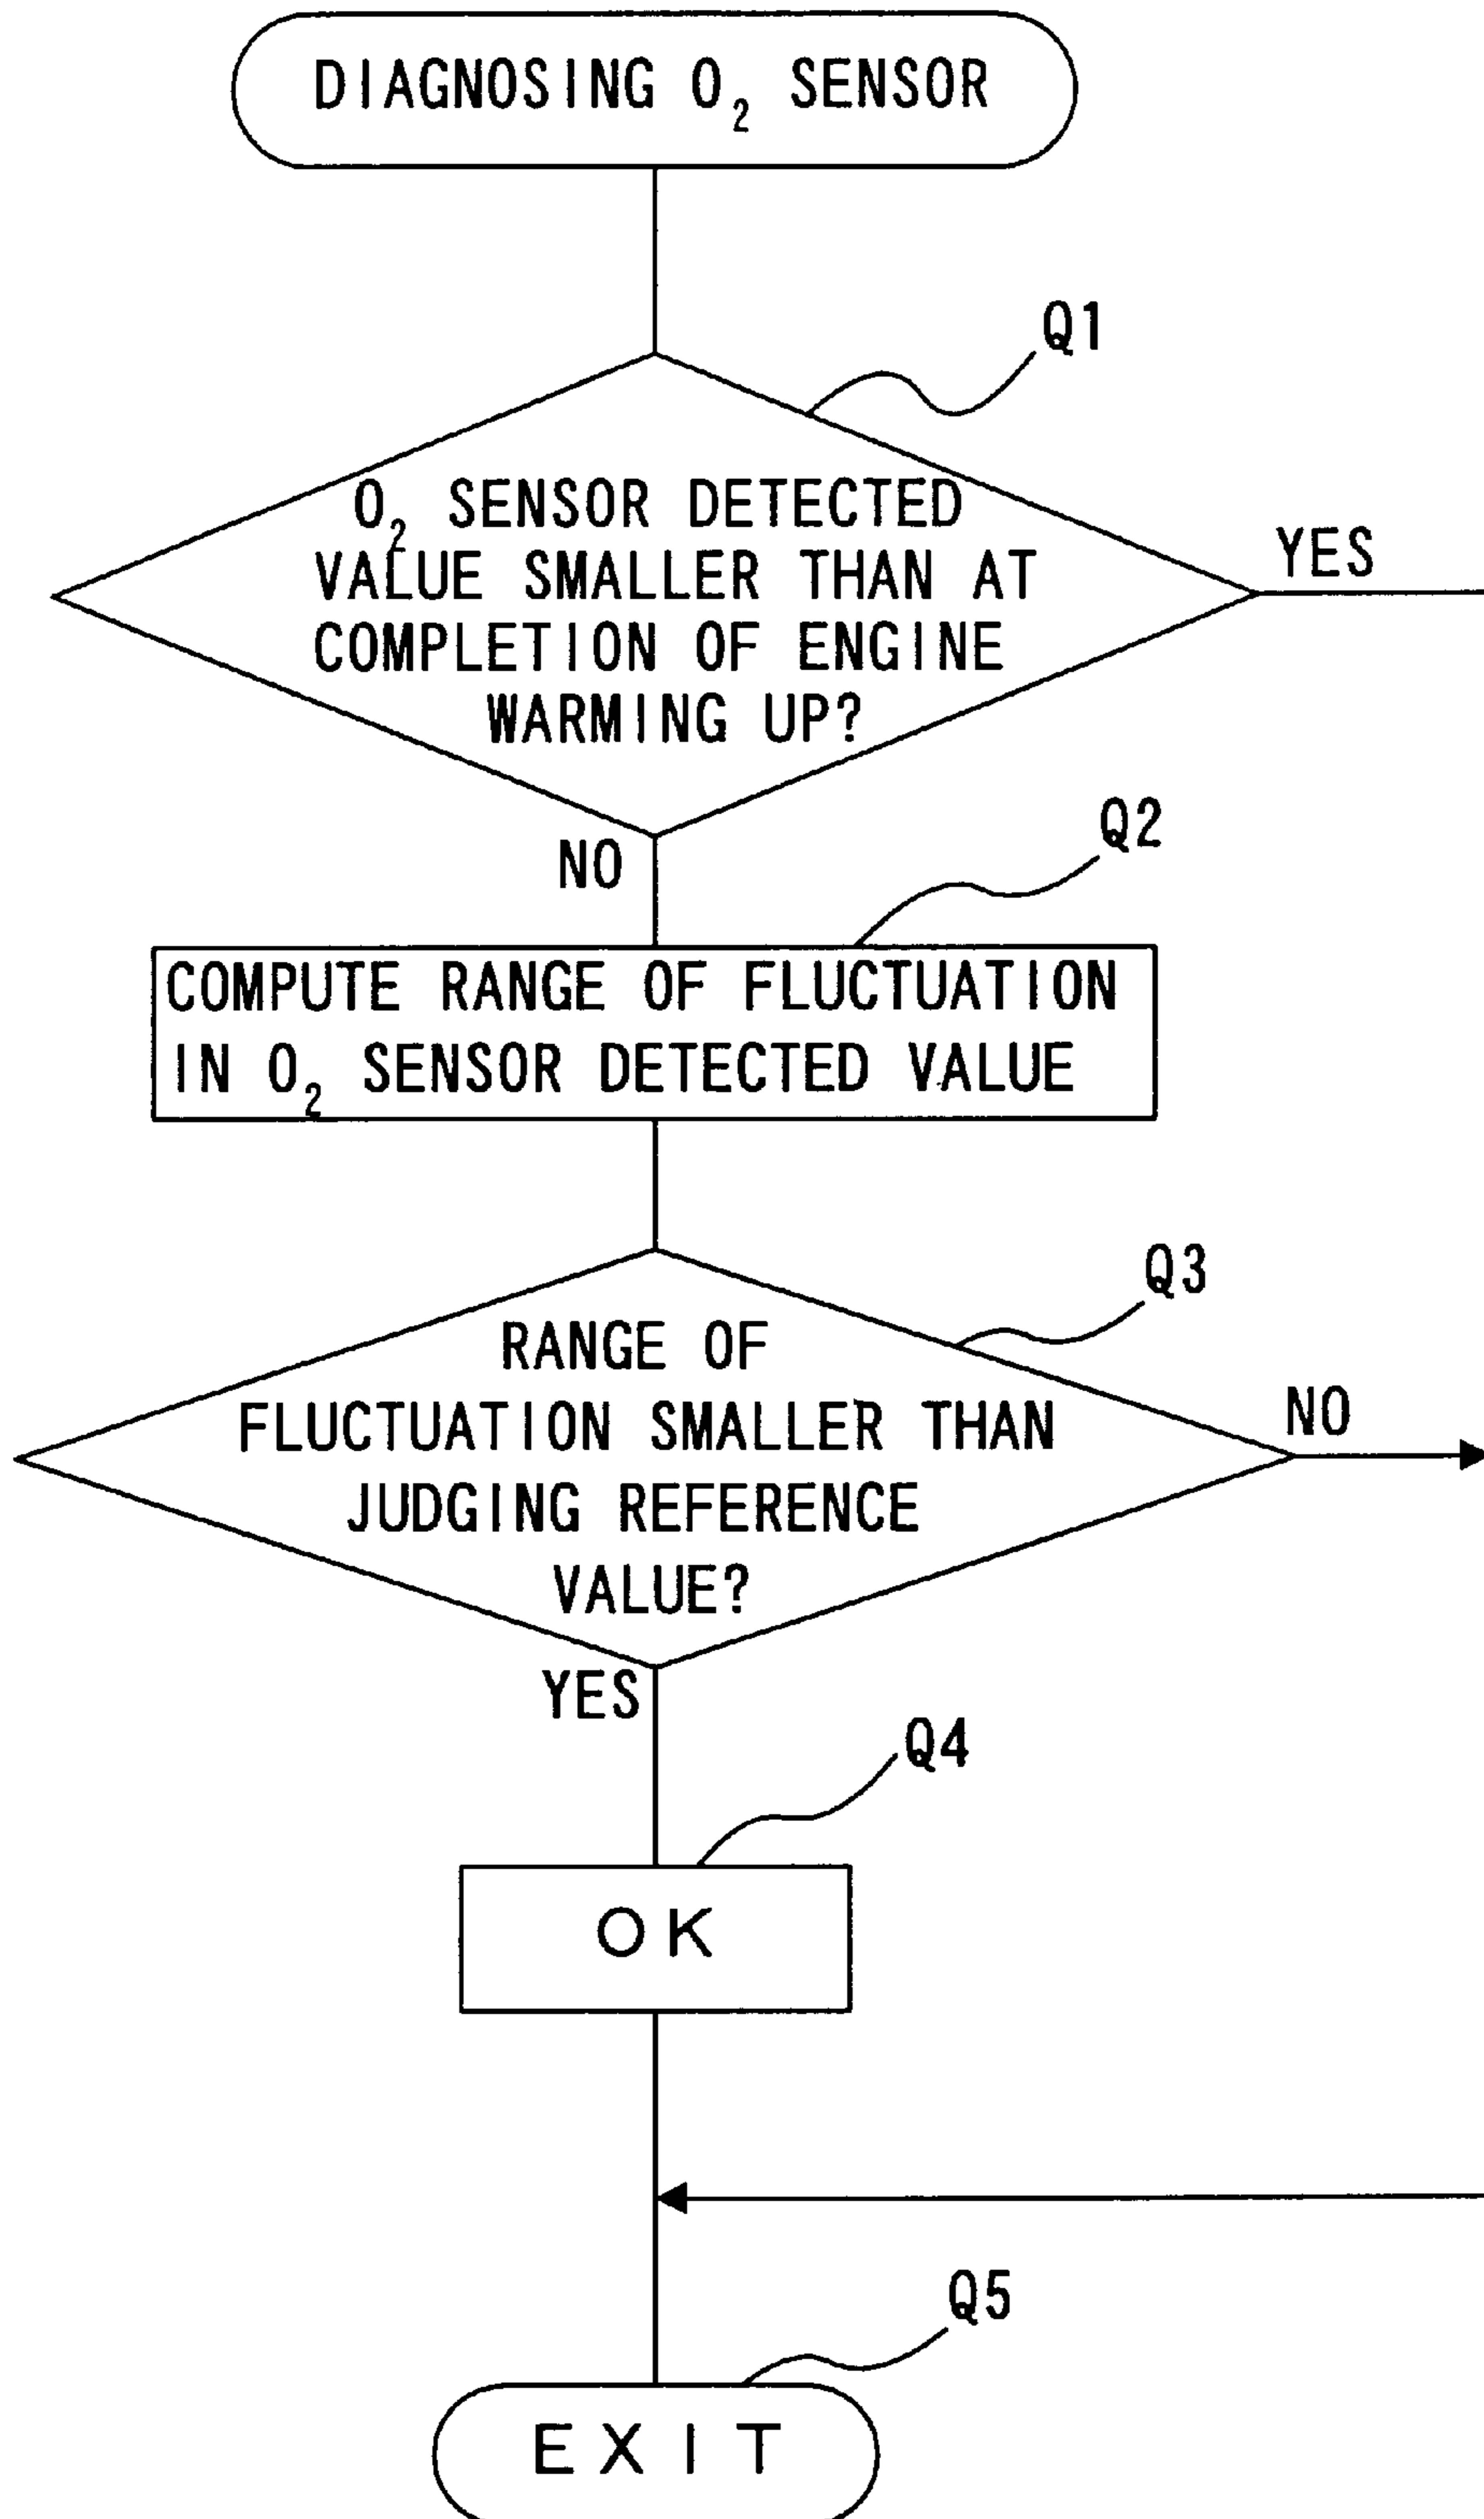 DIAGNOSING O₂ SENSOR
Q1
O₂ SENSOR DETECTED
VALUE SMALLER THAN AT
COMPLETION OF ENGINE
WARMING UP?
YES
NO
Q2
COMPUTE RANGE OF FLUCTUATION
IN O₂ SENSOR DETECTED VALUE
Q3
RANGE OF
FLUCTUATION SMALLER THAN
JUDGING REFERENCE
VALUE?
NO
YES
Q4
OK
Q5
EXIT